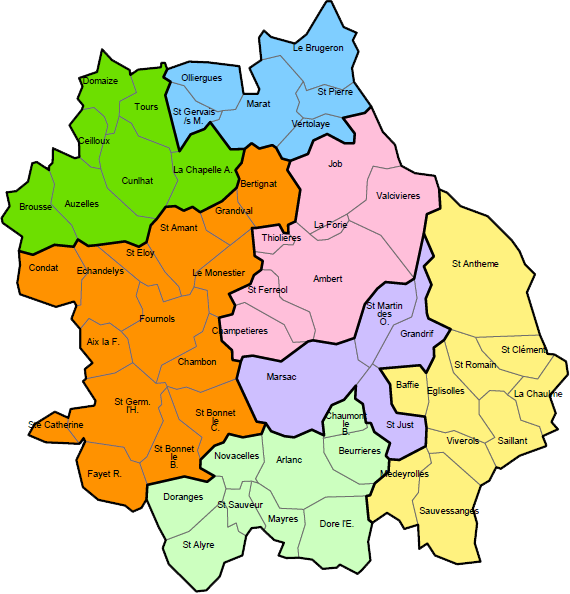 Le Brugeron
Olliergues
Domaize
St Pierre
Tours
Marat
St Gervais
/s M.
Vertolaye
Ceilloux
Job
La Chapelle A.
Cunlhat
Bertignat
Valcivieres
Auzelles
Brousse
Grandval
St Amant
La Forie
Thiolieres
St Eloy
Condat
Echandelys
Le Monestier
St Antheme
Ambert
St Ferreol
St Martin
des
O.
Fournols
Champetieres
Grandrif
Aix la F.
St Clément
Chambon
St Romain
Marsac
Baffie
Eglisolles
La Chaulme
St Germ.
l'H.
St Bonnet
le
C.
Chaumont
le
B.
Ste Catherine
St Just
Viverols
Saillant
St Bonnet
le
B.
Novacelles
Arlanc
Beurrieres
Fayet R.
Medeyrolles
Doranges
St Sauveur
Sauvessanges
Mayres
Dore l'E.
St Alyre